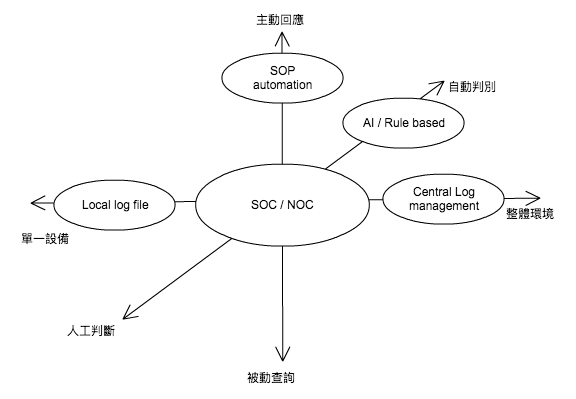 主動回應
SOP
automation
自動判別
AI / Rule based
Local log file
SOC / NOC
Central Log
management
單一設備
整體環境
人工判斷
被動查詢